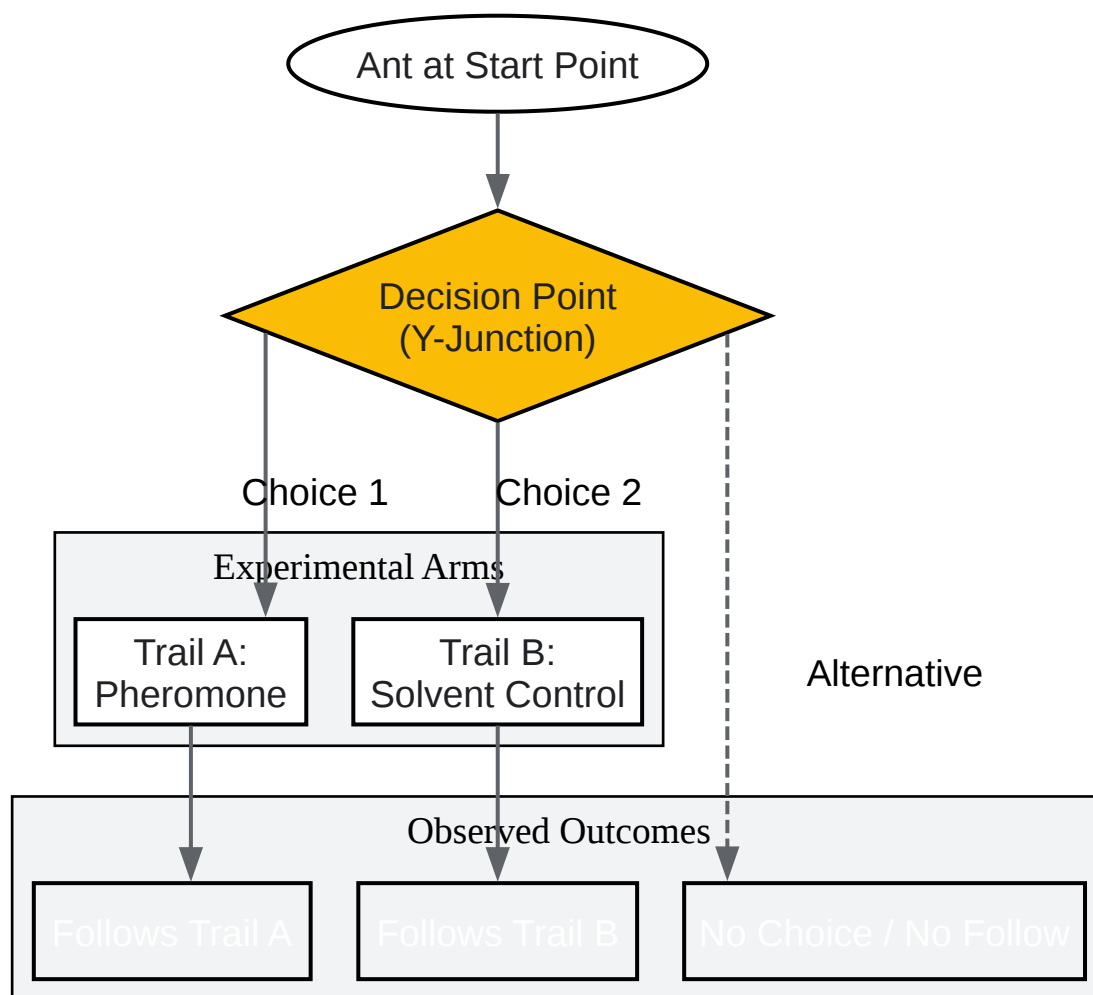 Ant at Start Point
Decision Point
(Y-Junction)
Choice 1
Choice 2
Experimental Arms
Trail A:
Pheromone
Trail B:
Solvent Control
Alternative
Observed Outcomes
Follows Trail A
Follows Trail B
No Choice / No Follow